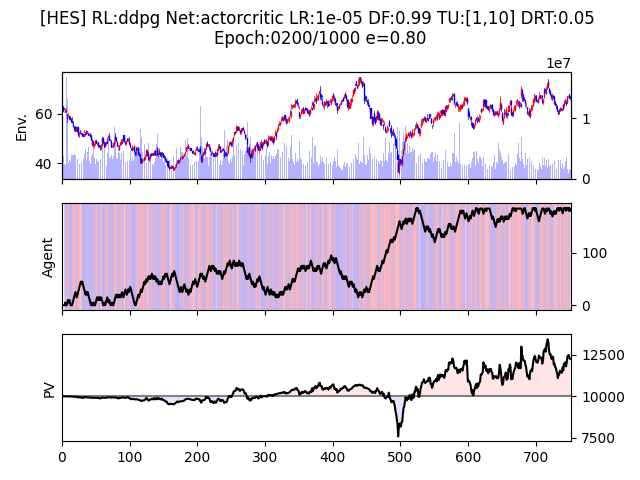 [HES] RL:ddpg Net:actorcritic LR:1e-05 DF:0.99 TU:[1,10] DRT:0.05
Epoch:0200/1000 e=0.80
1e7
Env.
60
40
1
0
Agent
100
0
PV
12500
10000
7500
0 100 200 300 400 500 600 700